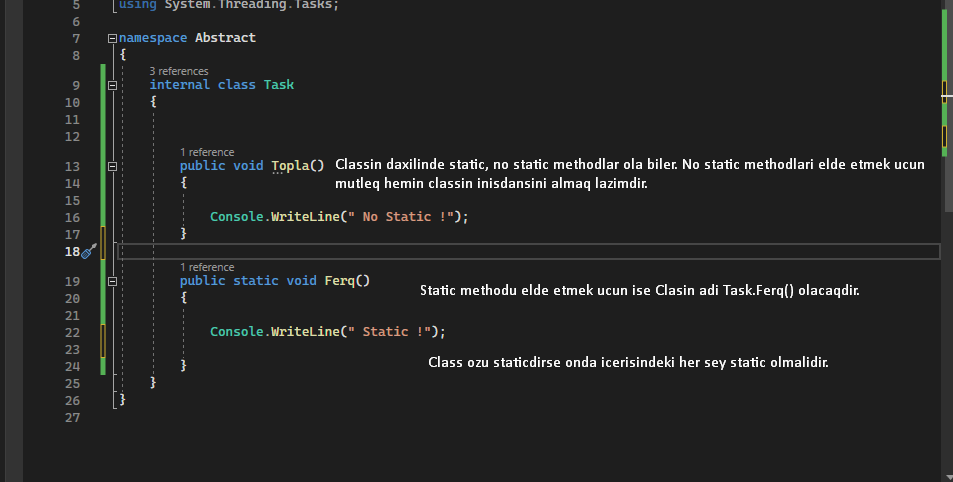 5 using System.Threading.Tasks;
6
7 namespace Abstract
8 {
3 references
9 internal class Task
10 {
11
12
1 reference
13 public void Topla() Classin daxilinde static, no static methodlar ola biler. No static methodlari elde etmek ucun
14 { mutleq hemin classin inisdansini almaq lazimdir.
15
16 Console.WriteLine(" No Static !");
17 }
18
1 reference
19 public static void Ferq()
20 { Static methodu elde etmek ucun ise Clasin adi Task.Ferq() olacaqdir.
21
22 Console.WriteLine(" Static !");
23
Class ozu staticdirse onda icerisindeki her sey static olmalidir.
24 }
25 }
26 }
27